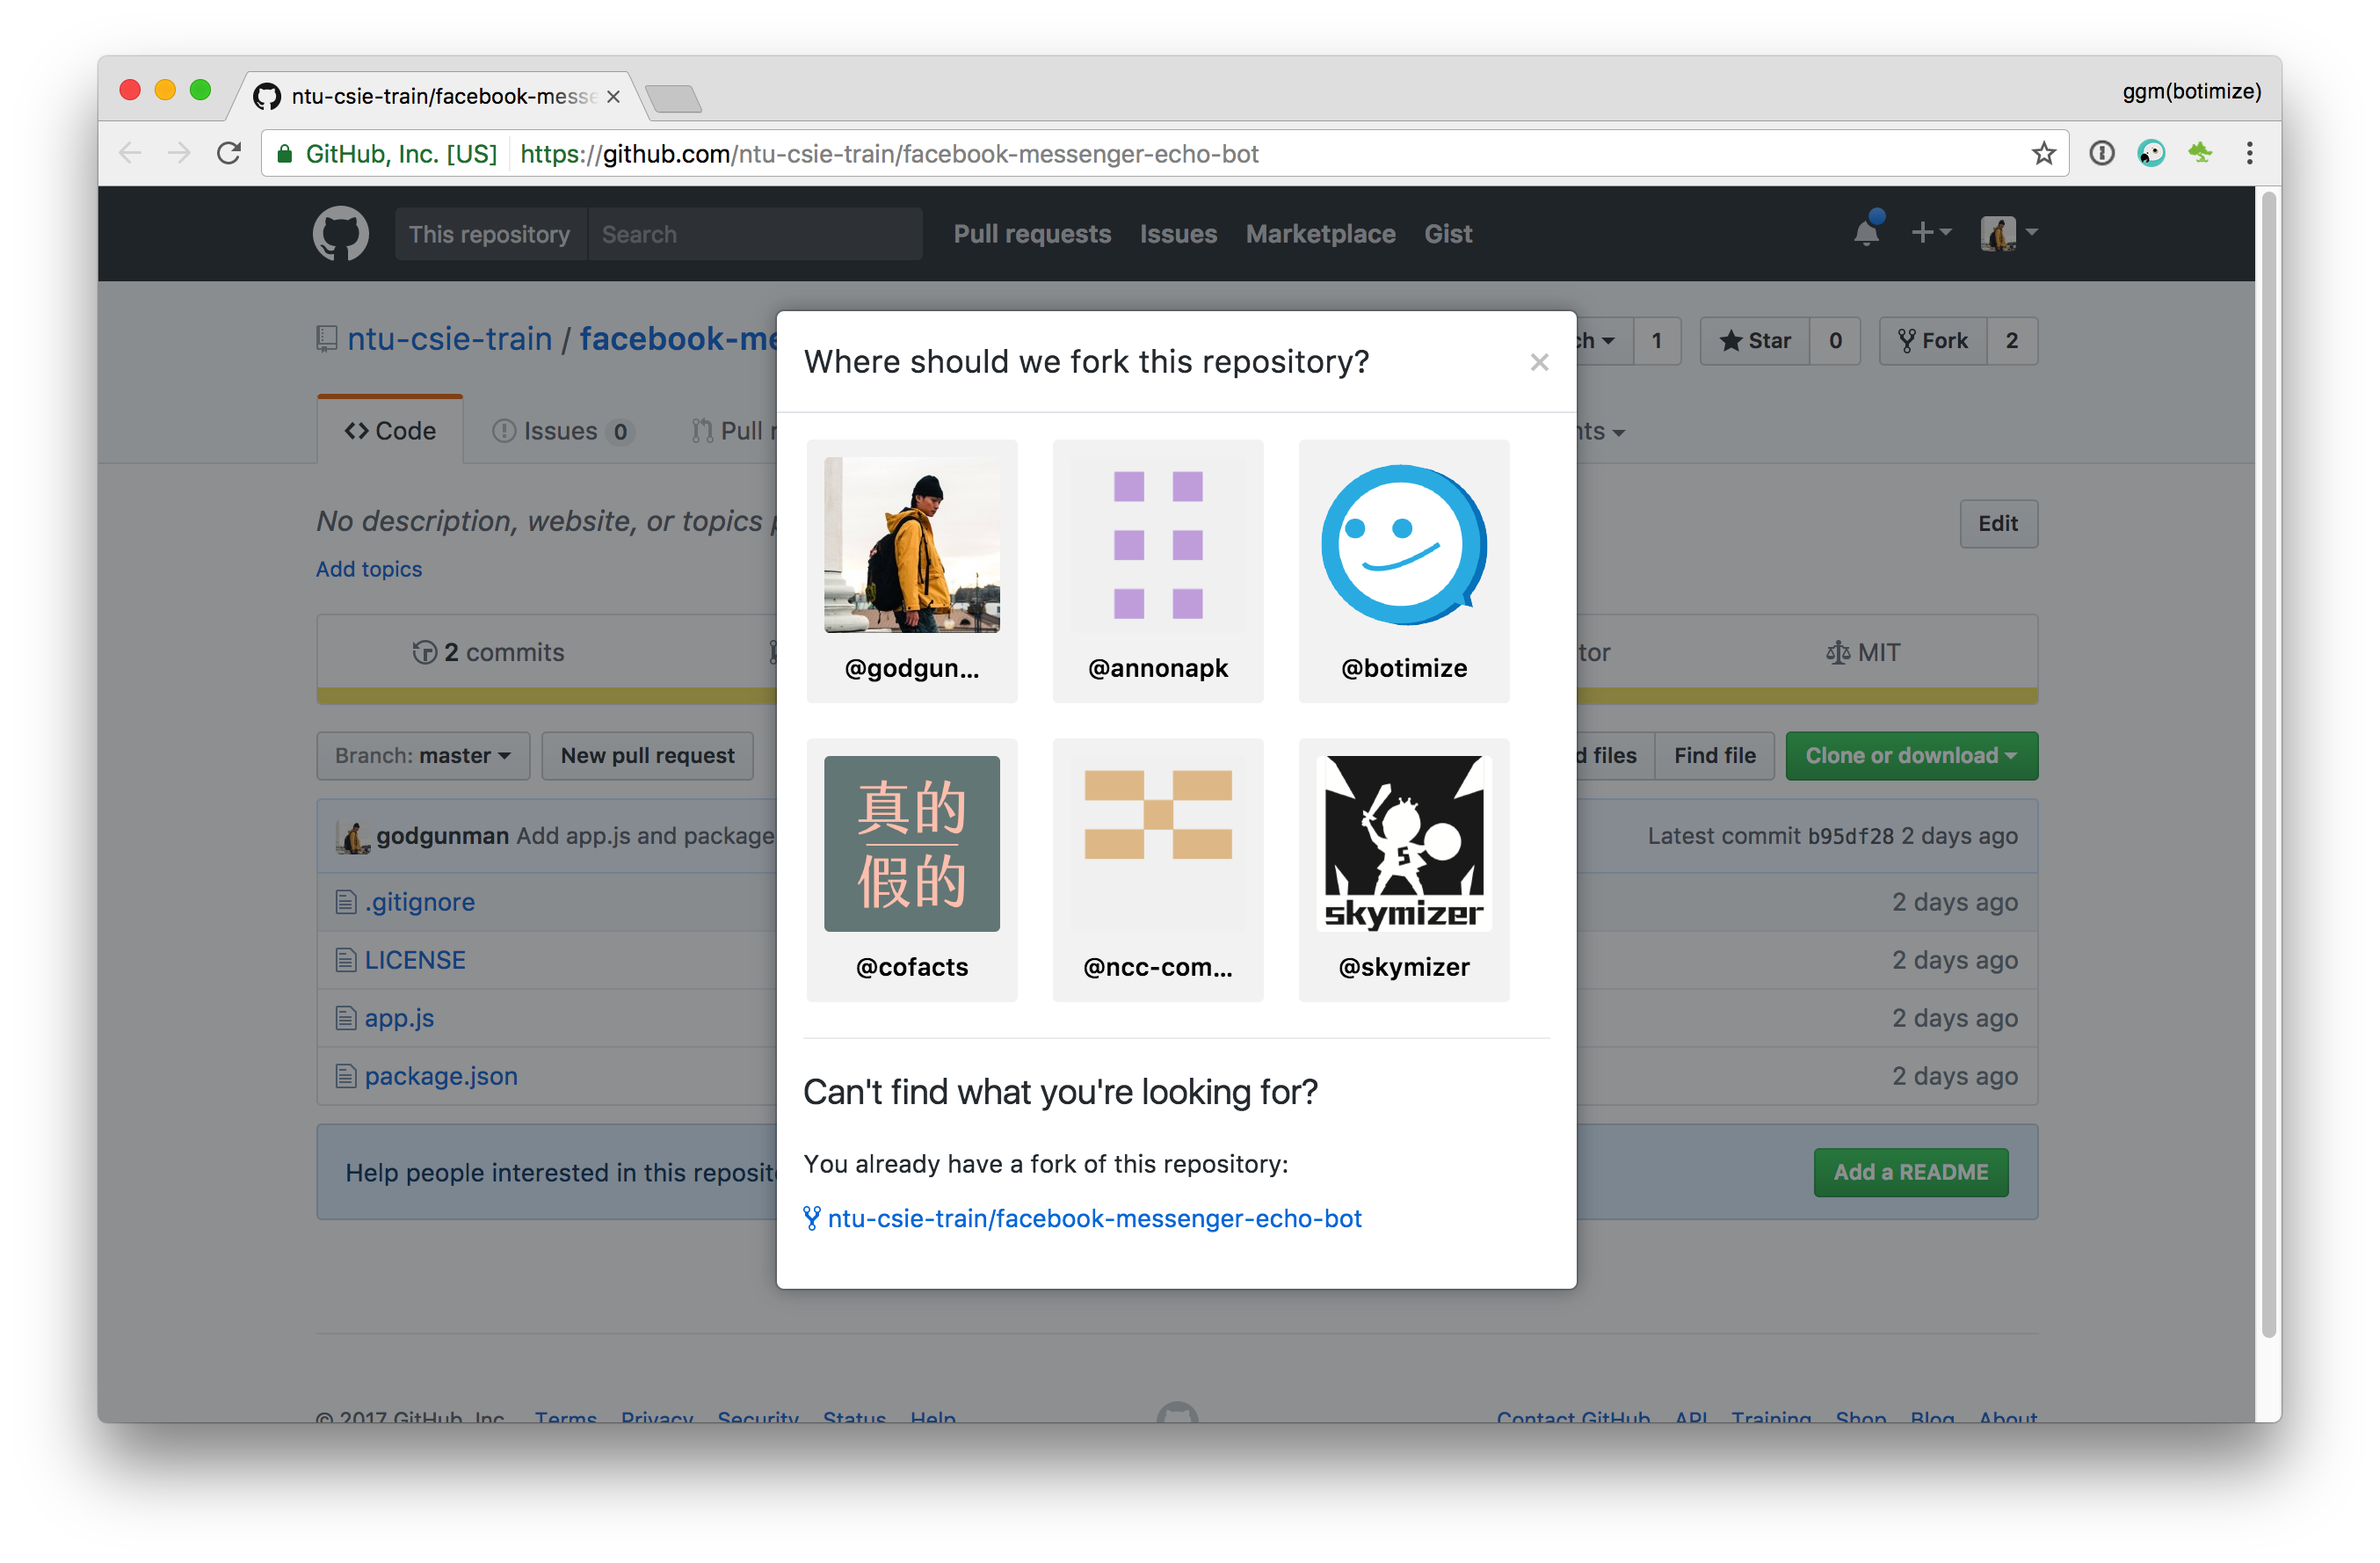 ntu-csie-train/facebook-messe
ggm(botimize)
GitHub, Inc. [US] https://github.com/ntu-csie-train/facebook-messenger-echo-bot
This repository Search Pull requests Issues Marketplace Gist
ntu-csie-train / facebook-me
ch 1 Star 0 Fork 2
Where should we fork this repository?
Code Issues 0 Pull r
nts
No description, website, or topics p
Edit
Add topics
2 commits
tor MIT
@godgun... @annonapk @botimize
Branch: master New pull request
d files Find file Clone or download
godgunman Add app.js and package
Latest commit b95df28 2 days ago
真的
假的
skymizer
@cofacts @ncc-com... @skymizer
.gitignore 2 days ago
LICENSE 2 days ago
app.js 2 days ago
package.json 2 days ago
Can't find what you're looking for?
You already have a fork of this repository:
ntu-csie-train/facebook-messenger-echo-bot
Help people interested in this reposito
Add a README
© 2017 GitHub, Inc. Terms Privacy Security Status Help
Contact GitHub API Training Shop Blog About